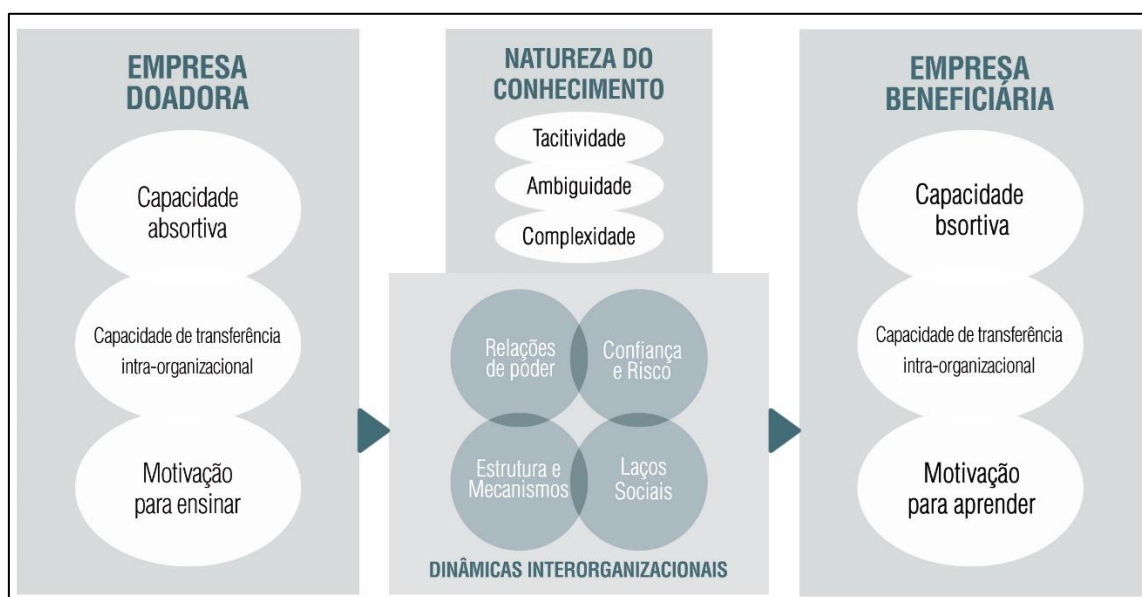 EMPRESA
DOADORA
Capacidade
absortiva
Capacidade de transferência
intra-organizacional
Motivação
para ensinar
NATUREZA DO
CONHECIMENTO
Tacitividade
Ambiguidade
Complexidade
Relações
de poder
Confiança
e Risco
Estrutura e
Mecanismos
Laços
Sociais
DINÂMICAS INTERORGANIZACIONAIS
EMPRESA
BENEFICIÁRIA
Capacidade
bsortiva
Capacidade de transferência
intra-organizacional
Motivação
para aprender